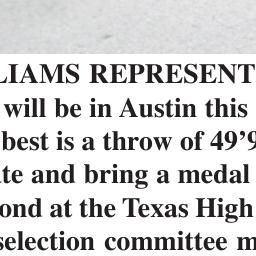 LIAMS REPRESENT
will be in Austin this
best is a throw of 49'9
te and bring a medal
ond at the Texas High
selection committee m